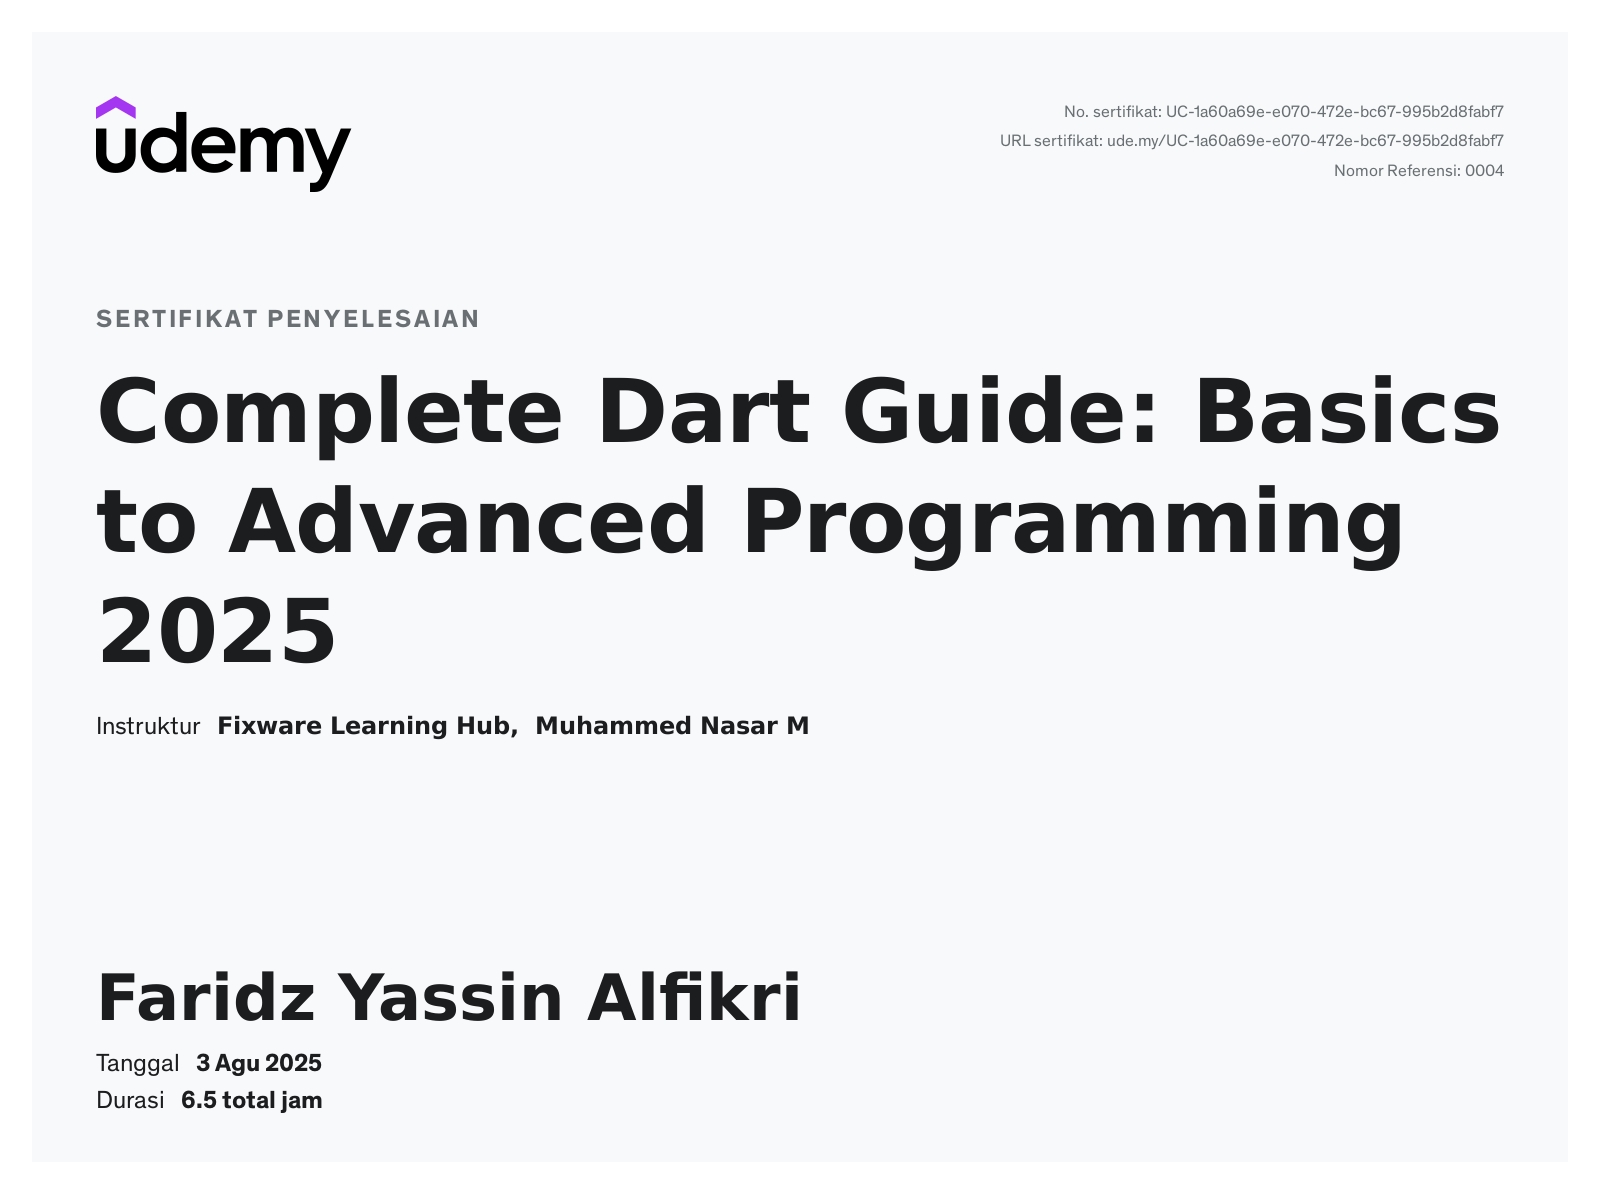 udemy
No. sertifikat: UC-1a60a69e-e070-472e-bc67-995b2d8fabf7
URL sertifikat: ude.my/UC-1a60a69e-e070-472e-bc67-995b2d8fabf7
Nomor Referensi: 0004
SERTIFIKAT PENYELESAIAN
Complete Dart Guide: Basics
to Advanced Programming
2025
Instruktur Fixware Learning Hub, Muhammed Nasar M
Faridz Yassin Alfikri
Tanggal 3 Agu 2025
Durasi 6.5 total jam